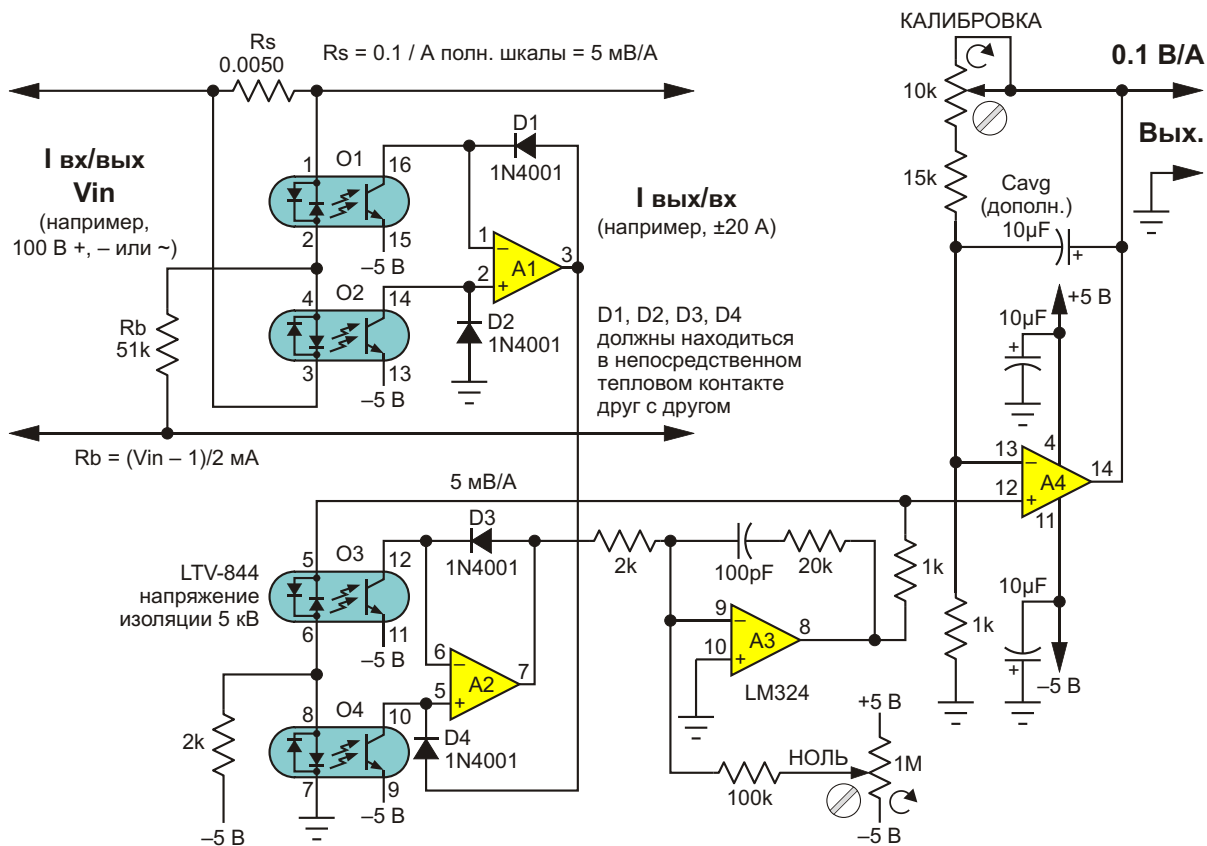 КАЛИБРОВКА
Rs
0.0050
Rs = 0.1 / А полн. шкалы = 5 мВ/А
0.1 В/А
10k
Вых.
15k
Cavg
(дополн.)
10µF
+
I вх/вых
Vin
(например,
100 В +, – или ~)
O1
1
16
2
15
–5 В
D1
1N4001
I вых/вх
(например, ±20 А)
1
–
A1
3
2
+
O2
4
14
3
13
–5 В
D2
1N4001
Rb
51k
D1, D2, D3, D4
должны находиться
в непосредственном
тепловом контакте
друг с другом
+5 В
10µF
+
Rb = (Vin – 1)/2 мА
5 мВ/А
13
–
4
A4
14
12
+
11
LTV-844
напряжение
изоляции 5 кВ
O3
5
12
6
11
–5 В
D3
1N4001
2k
100pF
20k
1k
9
–
A3
8
10
+
LM324
10µF
+
1k
–5 В
6
–
A2
7
5
+
O4
8
10
7
9
–5 В
D4
1N4001
2k
–5 В
+5 В
НОЛЬ
1M
100k
–5 В